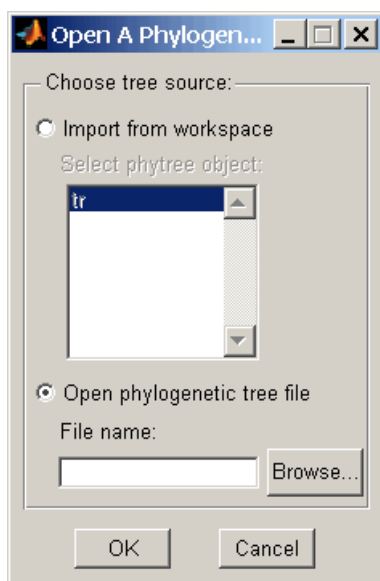 Open A Phylogen...
Choose tree source:
Import from workspace
Select phytree object:
tr
Open phylogenetic tree file
File name:
Browse...
OK
Cancel